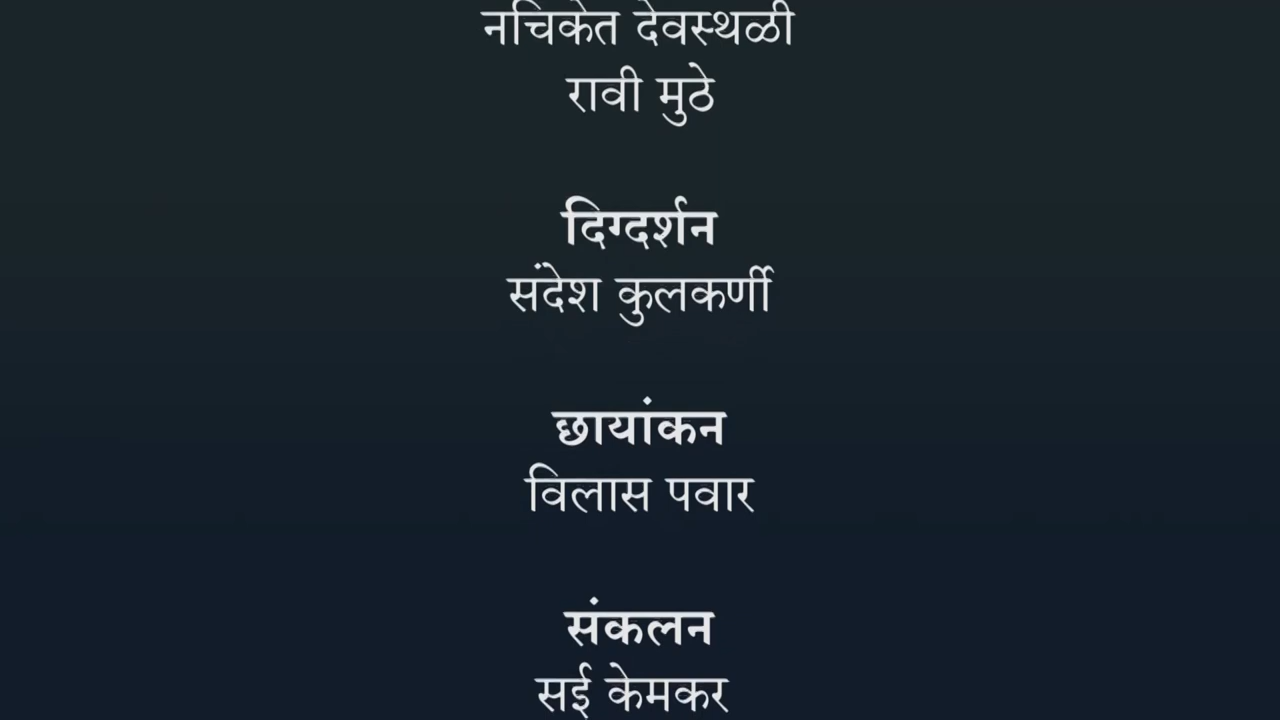 नचिकेत देवस्थळी
रावी मुठे
दिग्दर्शन
संदेश कुलकर्णी
छायांकन
विलास पवार
संकलन
सई केमकर